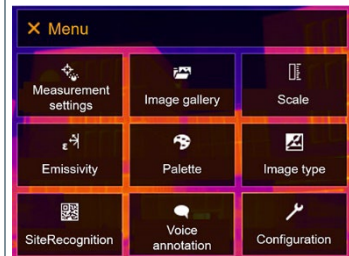 Menu
Measurement
settings
Image gallery
Scale
ε
Emissivity
Palette
Image type
SiteRecognition
Voice
annotation
Configuration